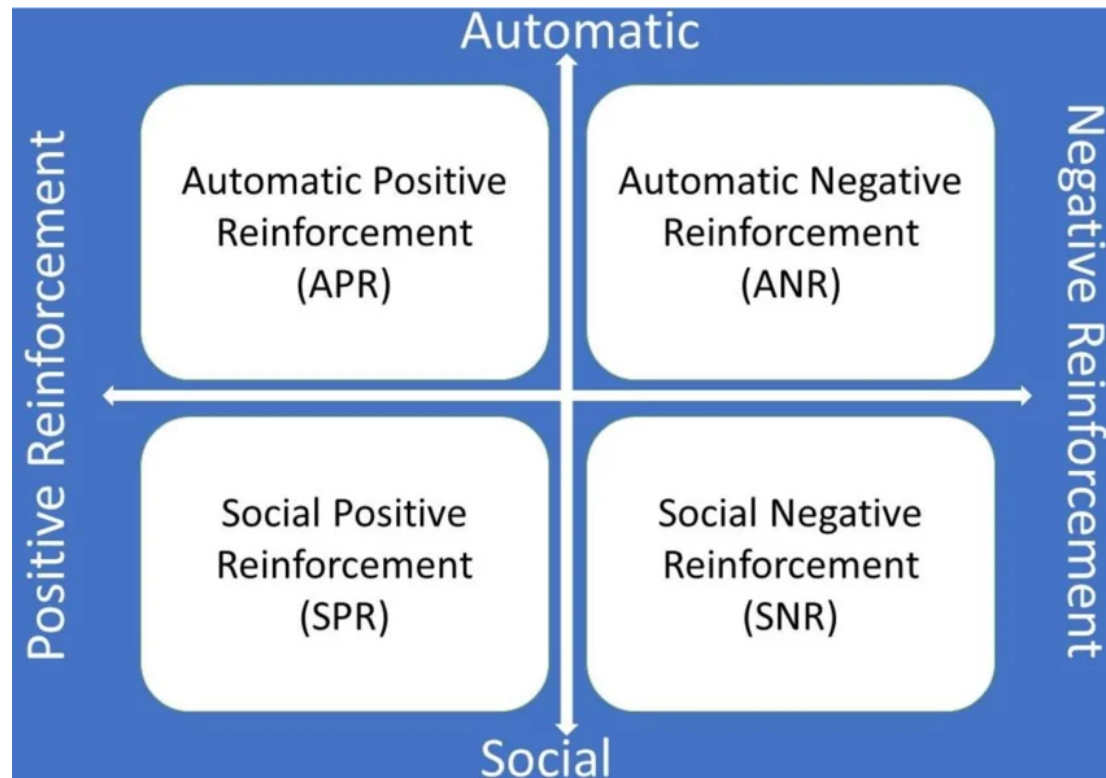 Automatic
Positive Reinforcement
Automatic Positive
Reinforcement
(APR)
Automatic Negative
Reinforcement
(ANR)
Negative Reinforcement
Social Positive
Reinforcement
(SPR)
Social Negative
Reinforcement
(SNR)
Social